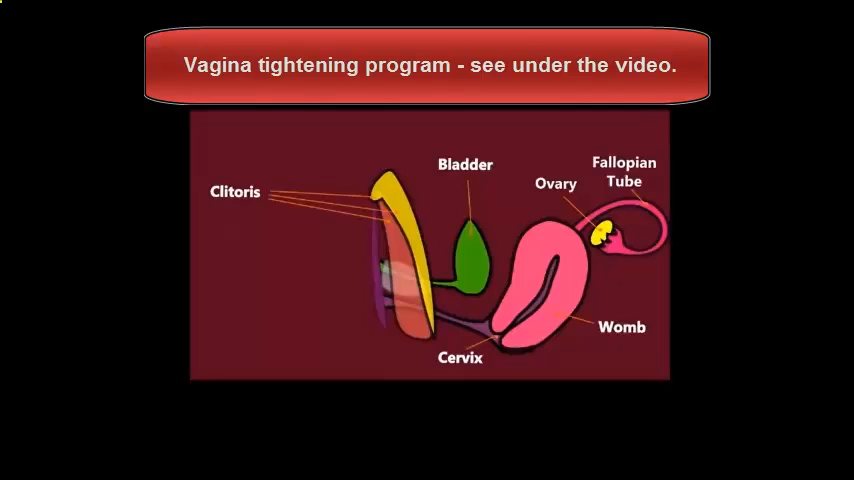 Vagina tightening program - see under the video.
Bladder
Fallopian
Tube
Ovary
Clitoris
Womb
Cervix